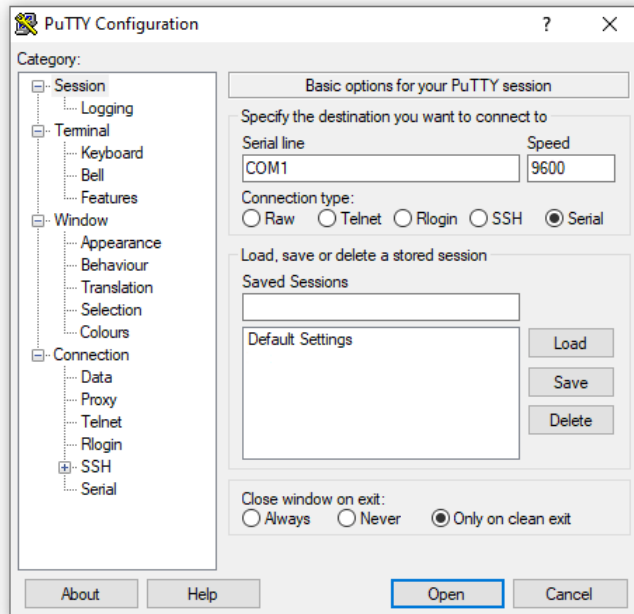 PuTTY Configuration
Category:
Session
Logging
Terminal
Keyboard
Bell
Features
Window
Appearance
Behaviour
Translation
Selection
Colours
Connection
Data
Proxy
Telnet
Rlogin
SSH
Serial
Basic options for your PuTTY session
Specify the destination you want to connect to
Serial line Speed
COM1 9600
Connection type:
Raw Telnet Rlogin SSH Serial
Load, save or delete a stored session
Saved Sessions
Default Settings
Load
Save
Delete
Close window on exit:
Always Never Only on clean exit
About Help Open Cancel